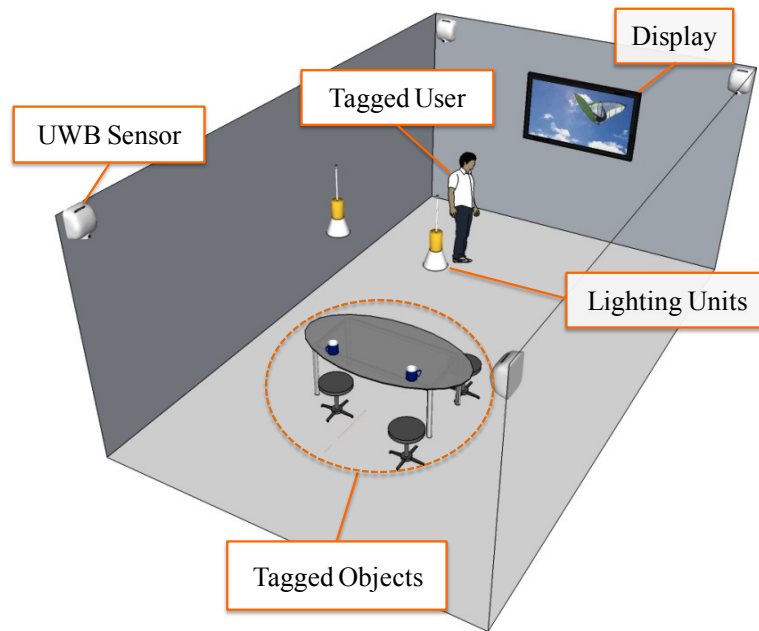 Display
Tagged User
UWB Sensor
Lighting Units
Tagged Objects